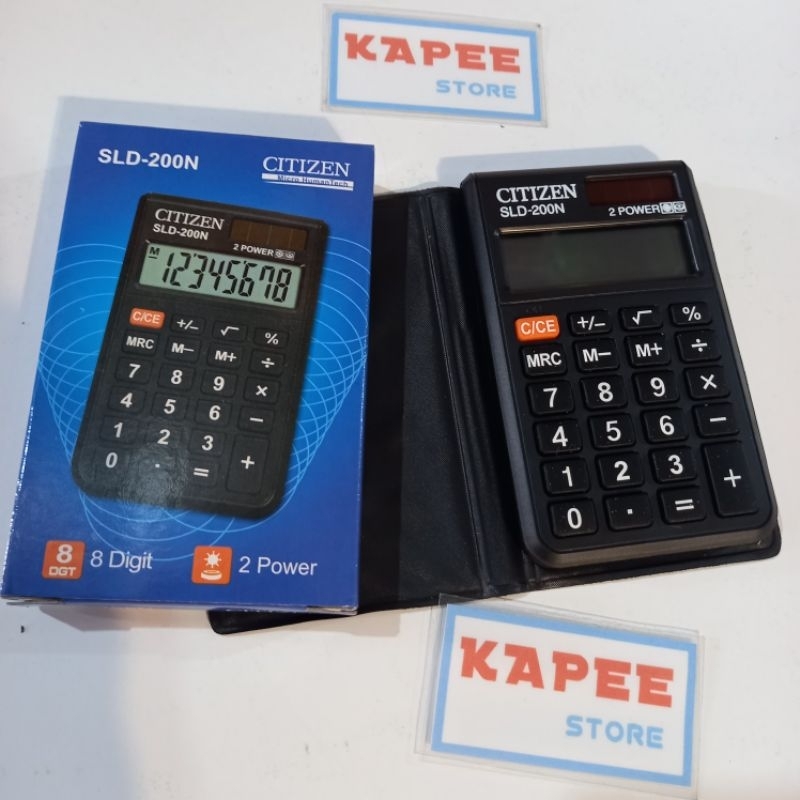 KAPEE
STORE
SLD-200N
CITIZEN
Micro HumanTech
CITIZEN
SLD-200N
2 POWER
M
12345678
C/CE +/− √ %
MRC M− M+ ÷
7 8 9 ×
4 5 6 −
1 2 3
0 . = +
8
DGT
8 Digit
2 Power
CITIZEN
SLD-200N
2 POWER
C/CE +/− √ %
MRC M− M+ ÷
7 8 9 ×
4 5 6 −
1 2 3 +
0 . =
KAPEE
STORE